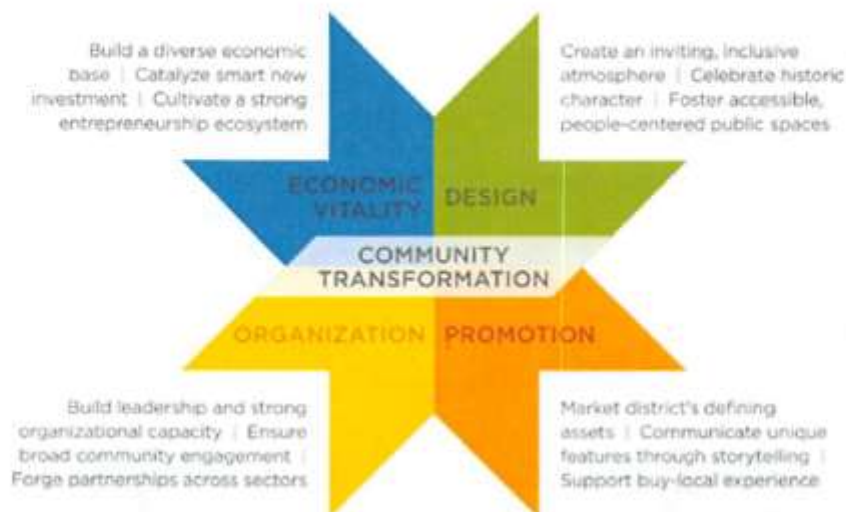 Build a diverse economic
base | Catalyze smart new
investment | Cultivate a strong
entrepreneurship ecosystem
Create an inviting, inclusive
atmosphere | Celebrate historic
character | Foster accessible,
people-centered public spaces
ECONOMIC
VITALITY
DESIGN
COMMUNITY
TRANSFORMATION
ORGANIZATION
PROMOTION
Build leadership and strong
organizational capacity | Ensure
broad community engagement |
Forge partnerships across sectors
Market district's defining
assets | Communicate unique
features through storytelling |
Support buy-local experience